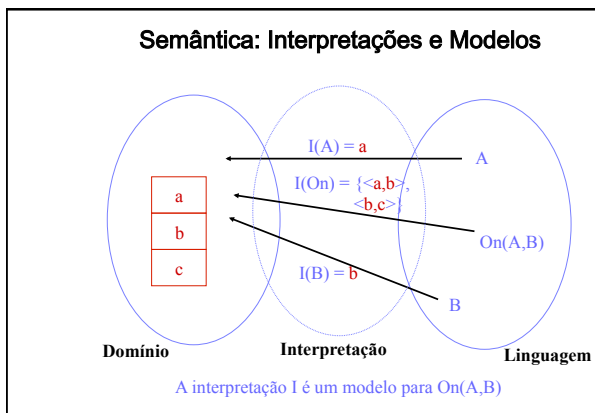 Semântica: Interpretações e Modelos
I(A) = a
A
I(On) = {<a,b>,
<b,c>}
a
b
c
On(A,B)
I(B) = b
B
Domínio
Interpretação
Linguagem
A interpretação I é um modelo para On(A,B)